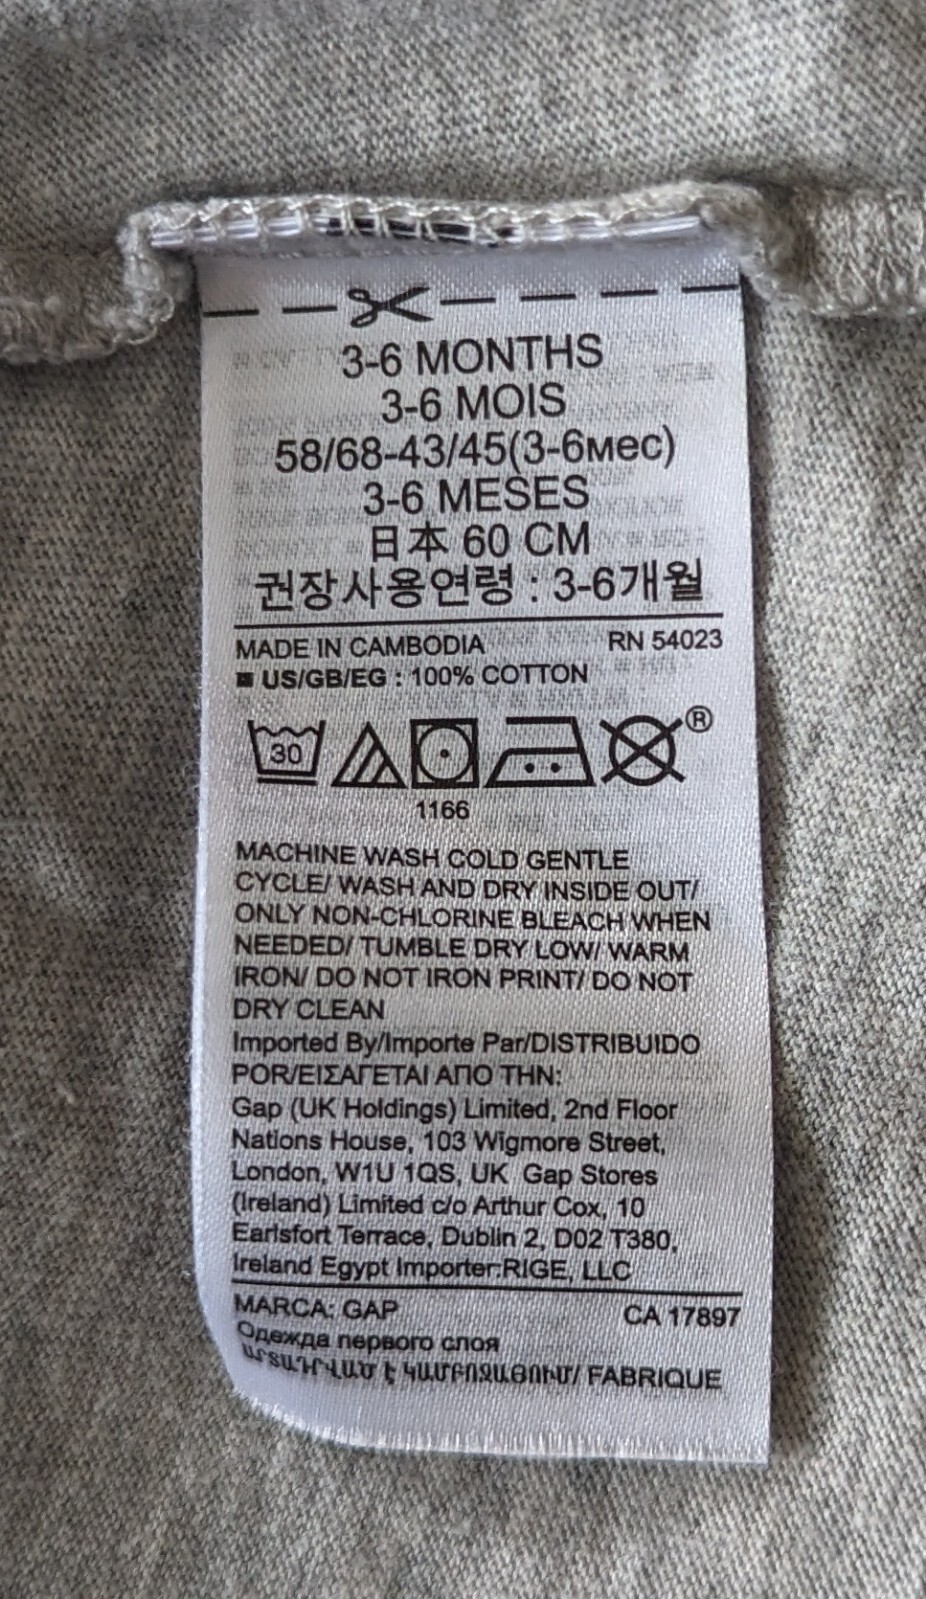 3-6 MONTHS
3-6 MOIS
58/68-43/45(3-6мес)
3-6 MESES
日本 60 CM
권장사용연령 : 3-6개월
MADE IN CAMBODIA RN 54023
US/GB/EG : 100% COTTON
30
®
1166
MACHINE WASH COLD GENTLE
CYCLE/ WASH AND DRY INSIDE OUT/
ONLY NON-CHLORINE BLEACH WHEN
NEEDED/ TUMBLE DRY LOW/ WARM
IRON/ DO NOT IRON PRINT/ DO NOT
DRY CLEAN
Imported By/Importe Par/DISTRIBUIDO
POR/ΕΙΣΑΓΕΤΑΙ ΑΠΟ ΤΗΝ:
Gap (UK Holdings) Limited, 2nd Floor
Nations House, 103 Wigmore Street,
London, W1U 1QS, UK Gap Stores
(Ireland) Limited c/o Arthur Cox, 10
Earlsfort Terrace, Dublin 2, D02 T380,
Ireland Egypt Importer:RIGE, LLC
MARCA: GAP CA 17897
Одежда первого слоя
ԱՐՏԱԴՐՎԱԾ Է ԿԱՄԲՈՋԱՅՈՒՄ/ FABRIQUE